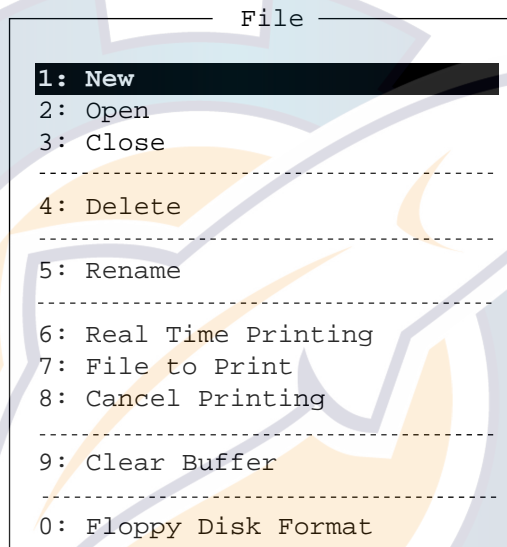 File
1: New
2: Open
3: Close
4: Delete
5: Rename
6: Real Time Printing
7: File to Print
8: Cancel Printing
9: Clear Buffer
0: Floppy Disk Format